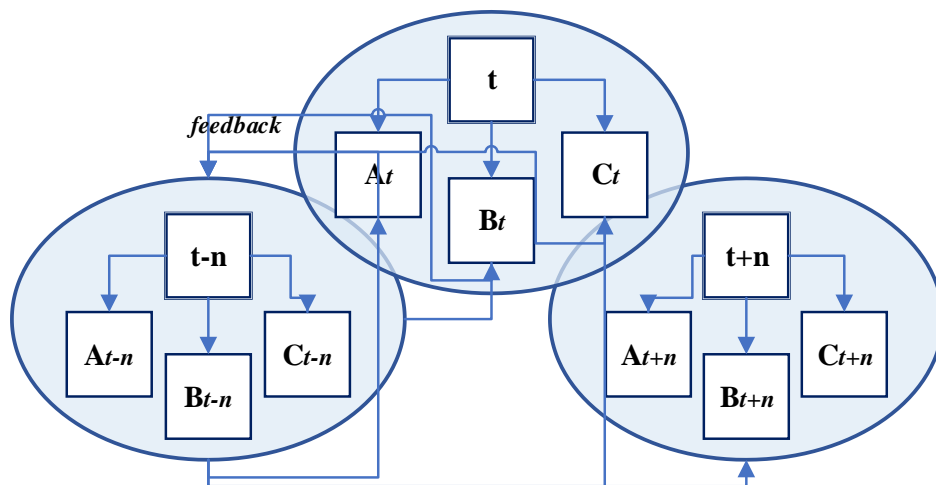 t
feedback
At
Bt
Ct
t-n
At-n
Bt-n
Ct-n
t+n
At+n
Bt+n
Ct+n